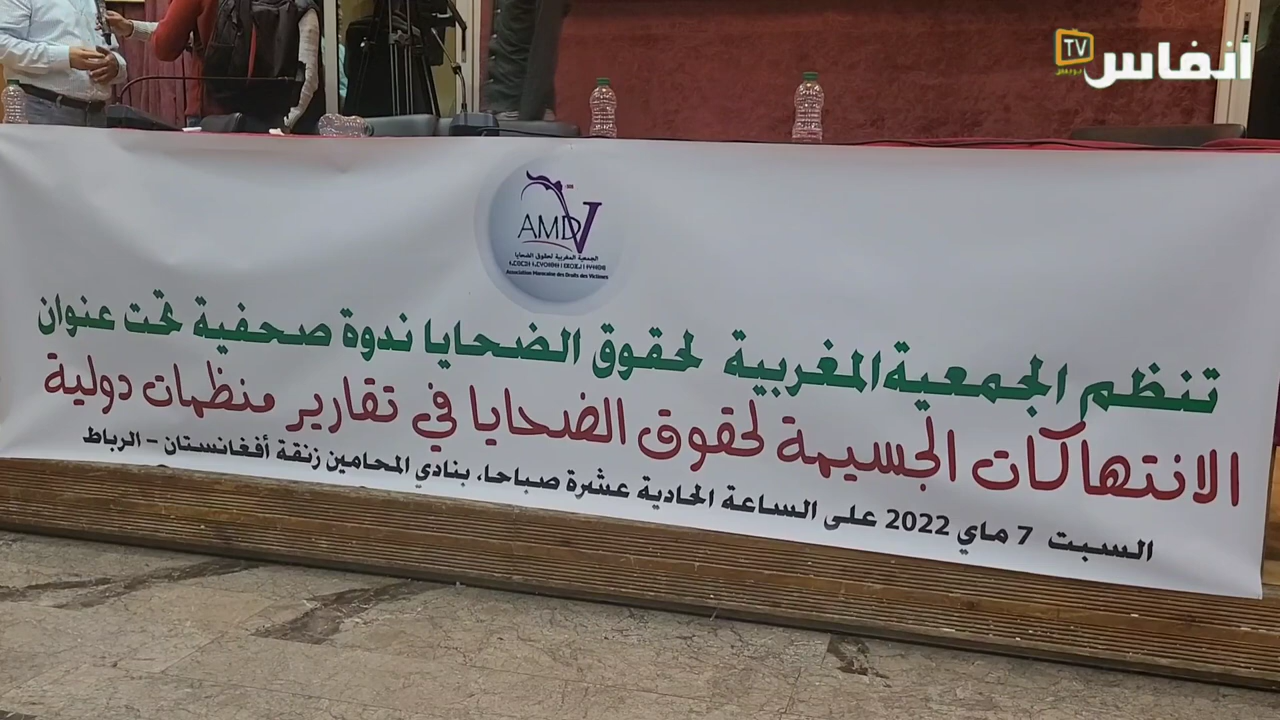 انفاس
TV
AMDV
الجمعية المغربية لحقوق الضحايا
Association Marocaine des Droits des Victimes
تنظم الجمعية المغربية لحقوق الضحايا ندوة صحفية تحت عنوان
الانتهاكات الجسيمة لحقوق الضحايا في تقارير منظمات دولية
السبت 7 ماي 2022 على الساعة الحادية عشرة صباحا، بنادي المحامين زنقة أفغانستان - الرباط